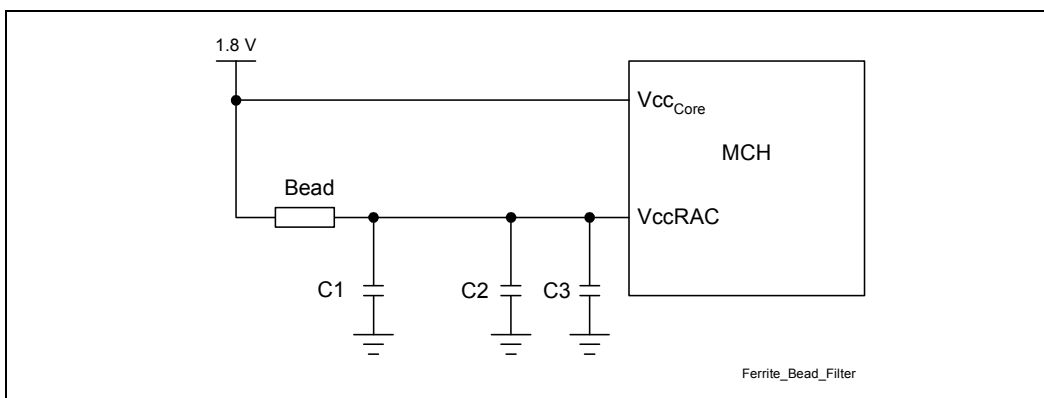 1.8 V
VccCore
MCH
Bead
VccRAC
C1
C2
C3
Ferrite_Bead_Filter